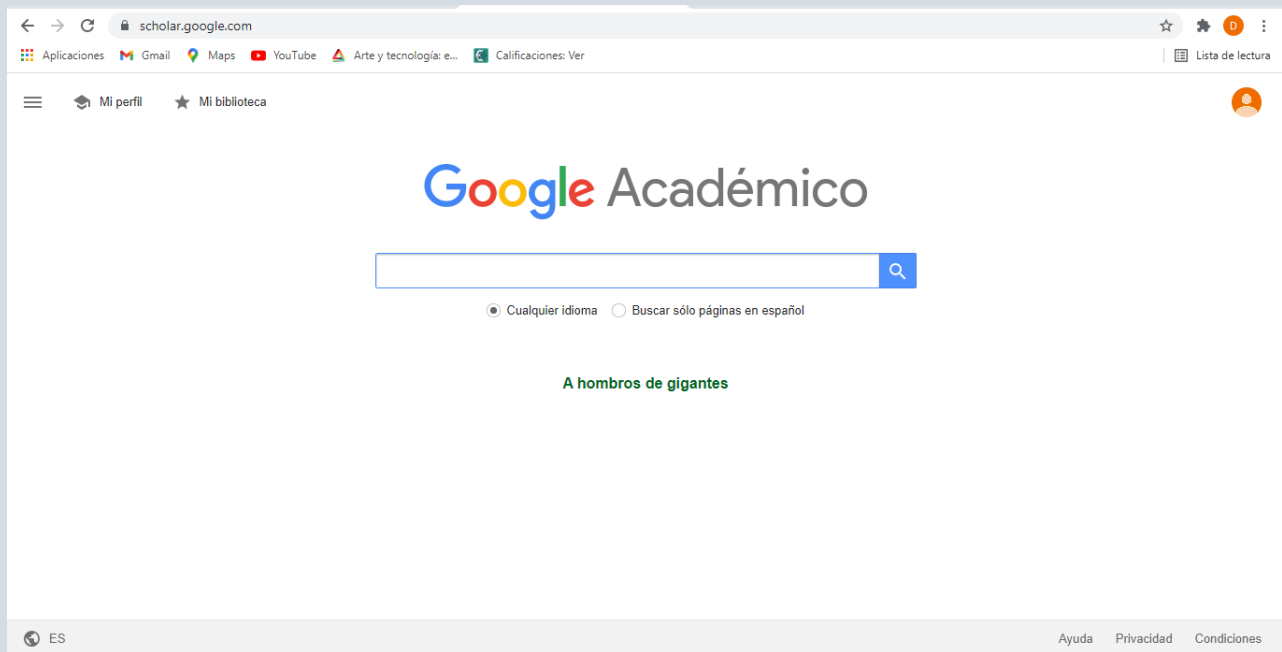 scholar.google.com
D
Aplicaciones Gmail Maps YouTube Arte y tecnología: e... Calificaciones: Ver Lista de lectura
Mi perfil Mi biblioteca
Google Académico
Cualquier idioma Buscar sólo páginas en español
A hombros de gigantes
ES Ayuda Privacidad Condiciones